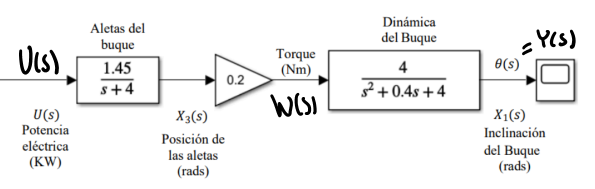 Aletas del
buque
U(s)
1.45
s + 4
U(s)
Potencia
eléctrica
(KW)
X₃(s)
Posición de
las aletas
(rads)
0.2
Torque
(Nm)
W(s)
Dinámica
del Buque
4
s² + 0.4s + 4
θ(s)
= Y(s)
X₁(s)
Inclinación
del Buque
(rads)